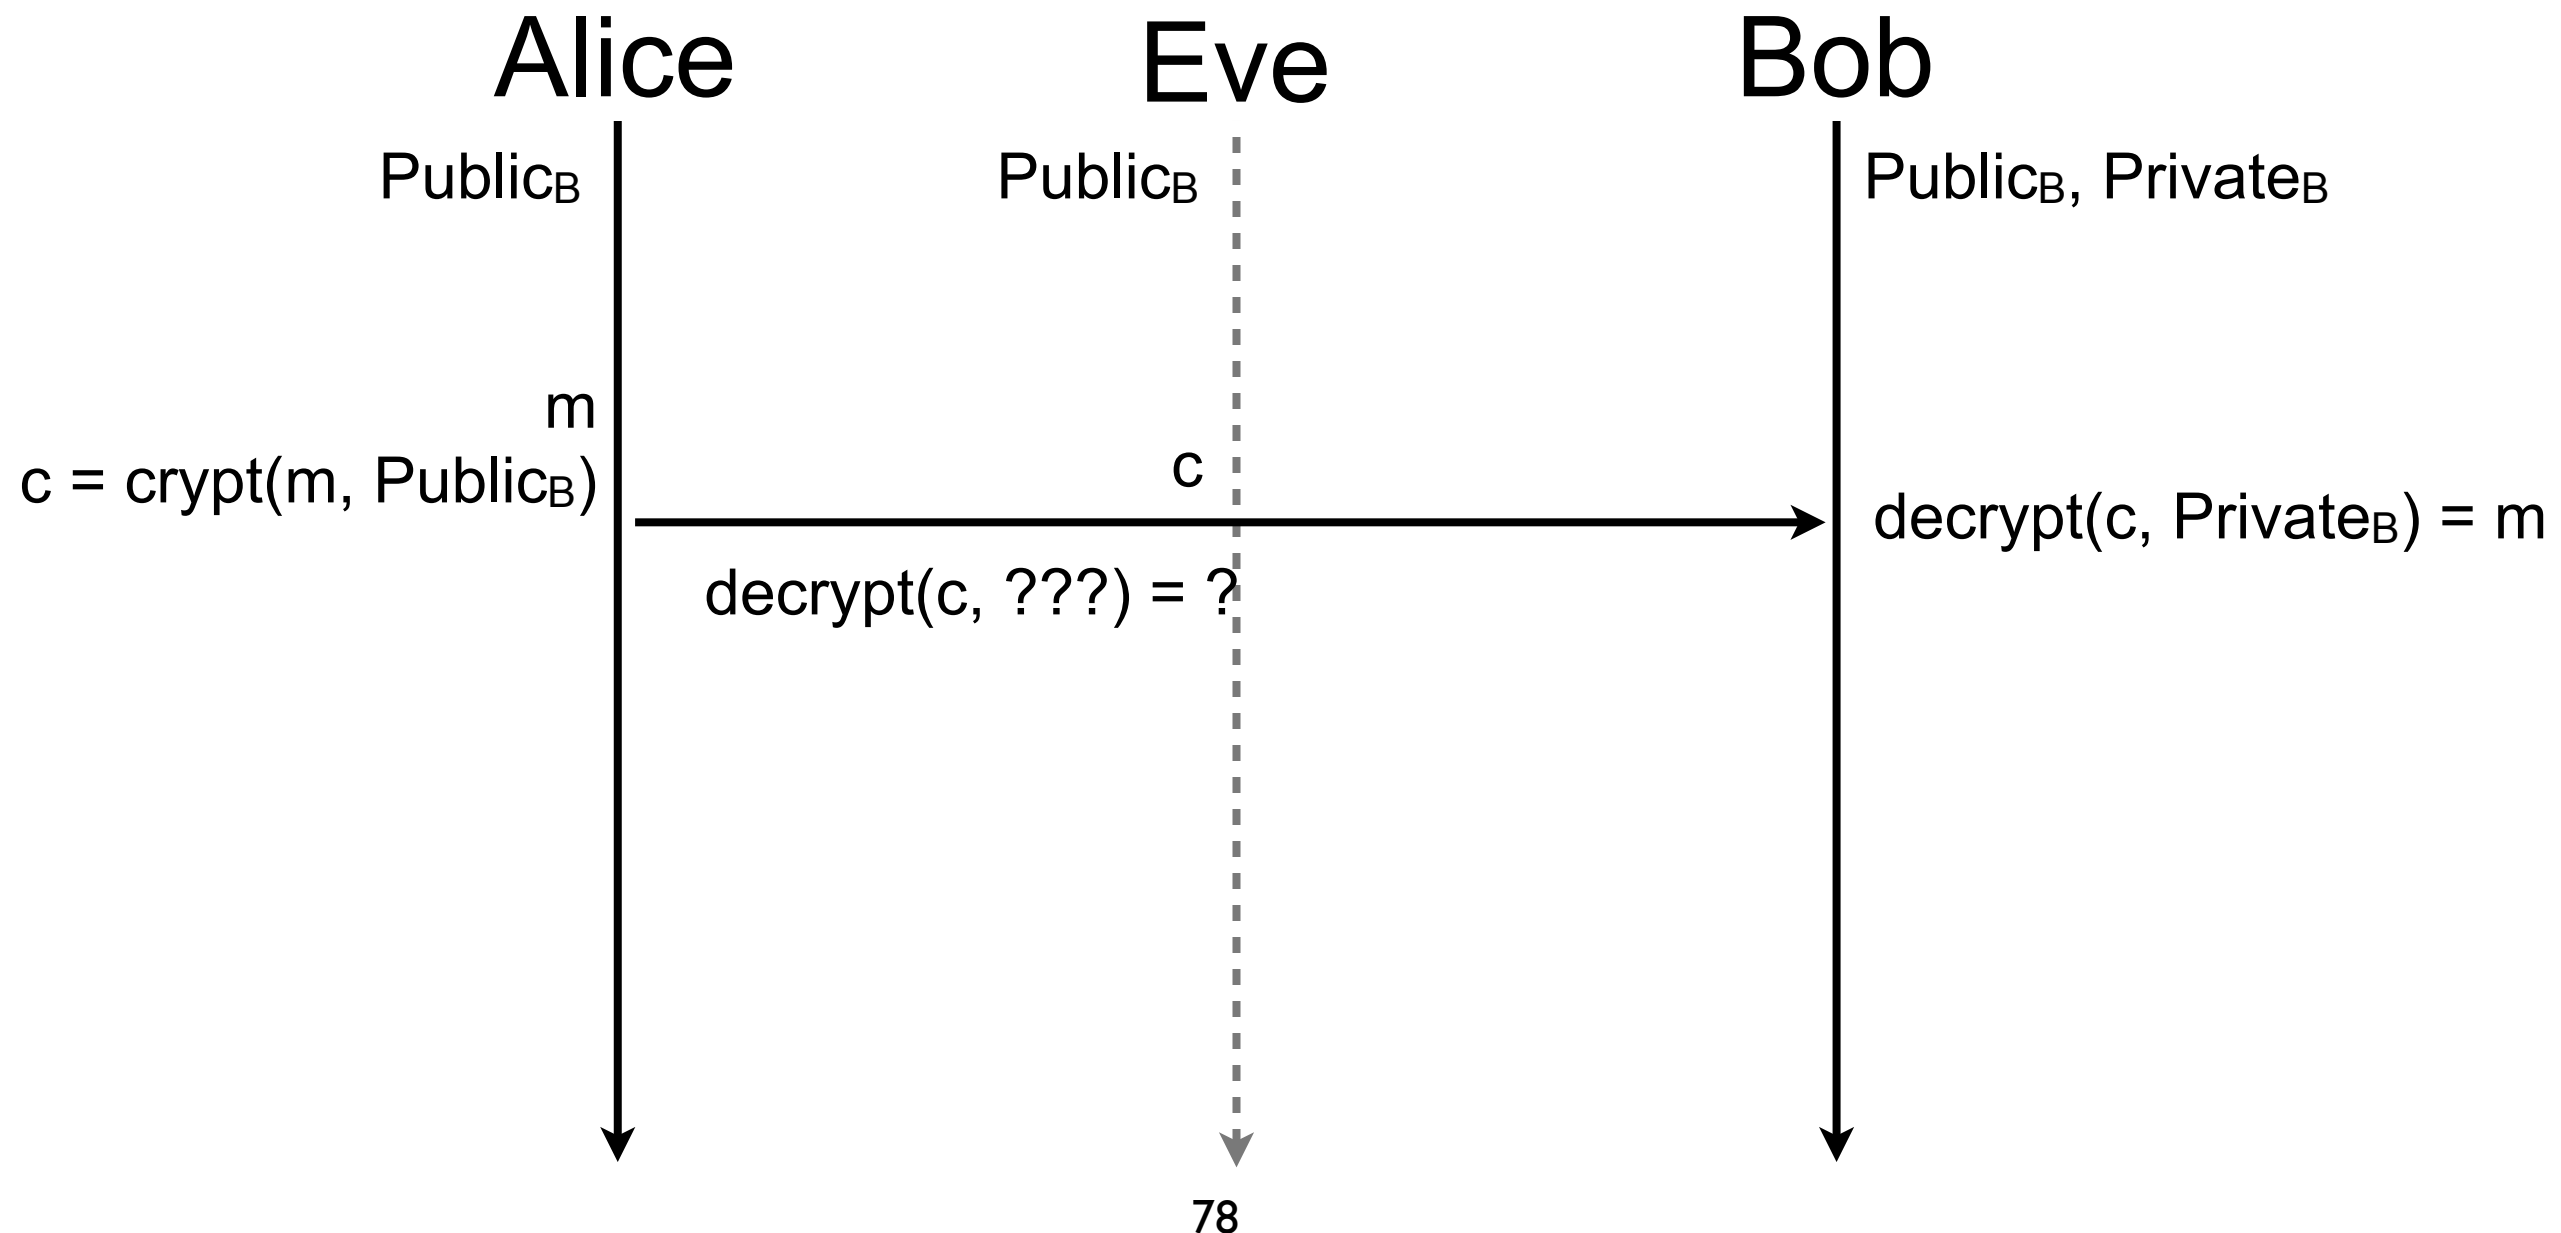 Alice Eve Bob
PublicB PublicB PublicB, PrivateB
m
c = crypt(m, PublicB)
c
decrypt(c, PrivateB) = m
decrypt(c, ???) = ?
78